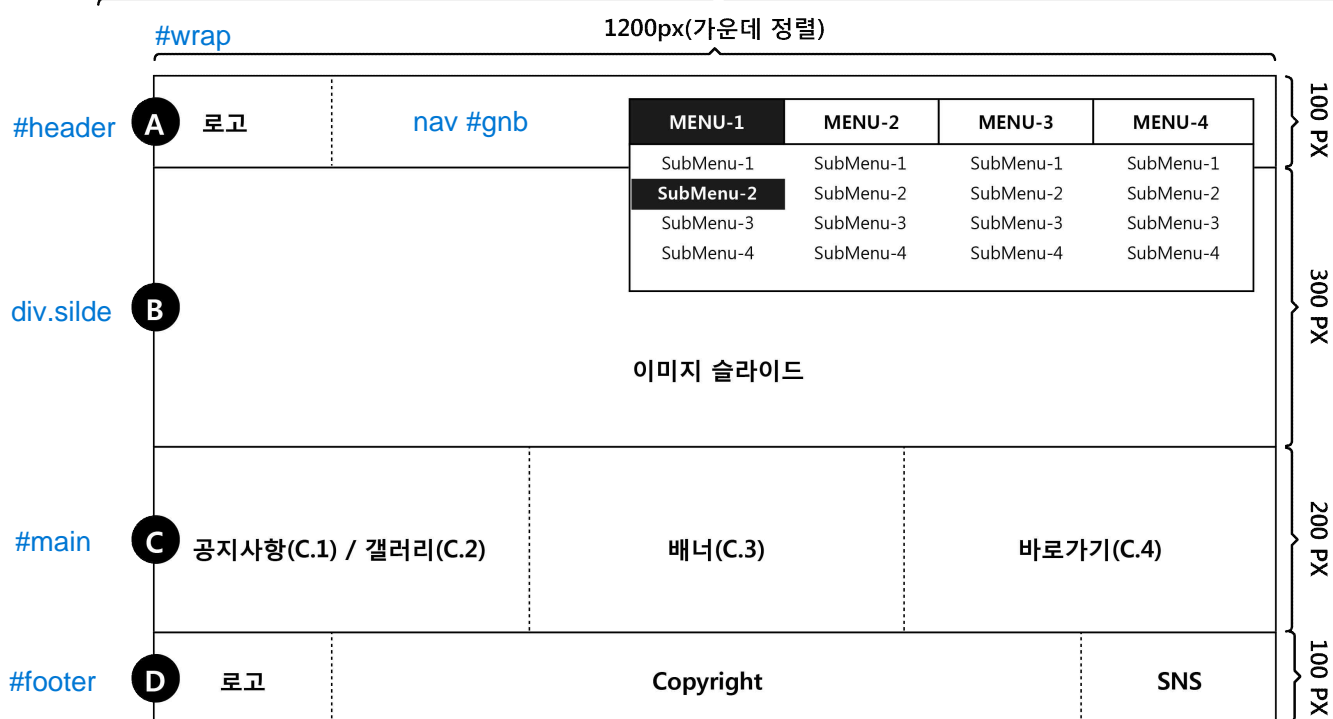 #wrap
1200px(가운데 정렬)
#header
A
로고
nav #gnb
MENU-1 MENU-2 MENU-3 MENU-4
SubMenu-1 SubMenu-1 SubMenu-1 SubMenu-1
SubMenu-2 SubMenu-2 SubMenu-2 SubMenu-2
SubMenu-3 SubMenu-3 SubMenu-3 SubMenu-3
SubMenu-4 SubMenu-4 SubMenu-4 SubMenu-4
100 PX
div.silde
B
이미지 슬라이드
300 PX
#main
C
공지사항(C.1) / 갤러리(C.2)
배너(C.3)
바로가기(C.4)
200 PX
#footer
D
로고
Copyright
SNS
100 PX